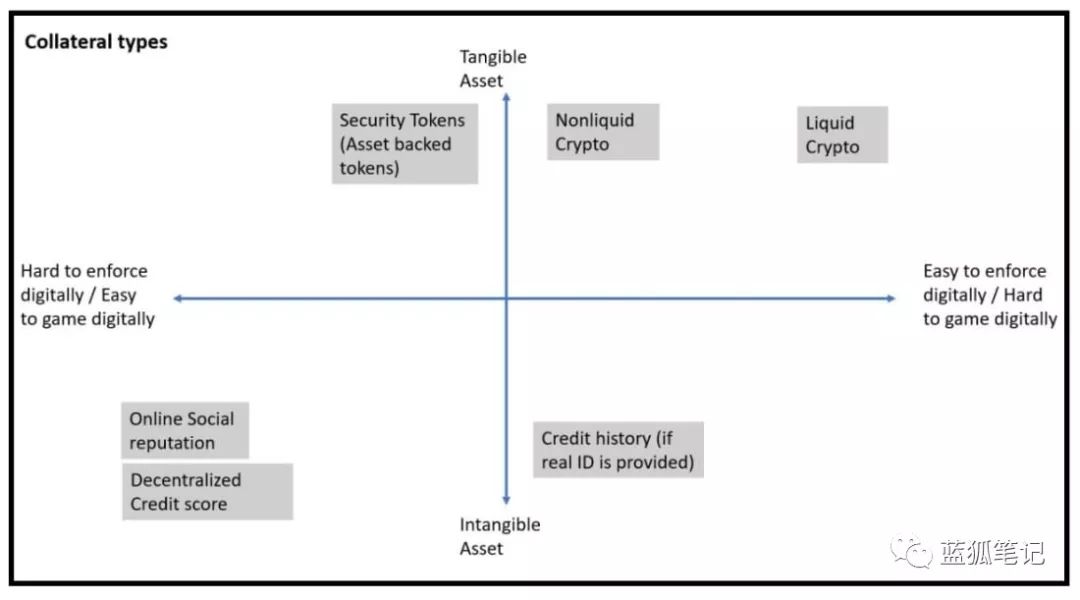 Collateral types
Tangible
Asset
Security Tokens
(Asset backed
tokens)
Nonliquid
Crypto
Liquid
Crypto
Hard to enforce
digitally / Easy
to game digitally
Easy to enforce
digitally / Hard
to game digitally
Online Social
reputation
Decentralized
Credit score
Credit history (if
real ID is provided)
Intangible
Asset
蓝狐笔记